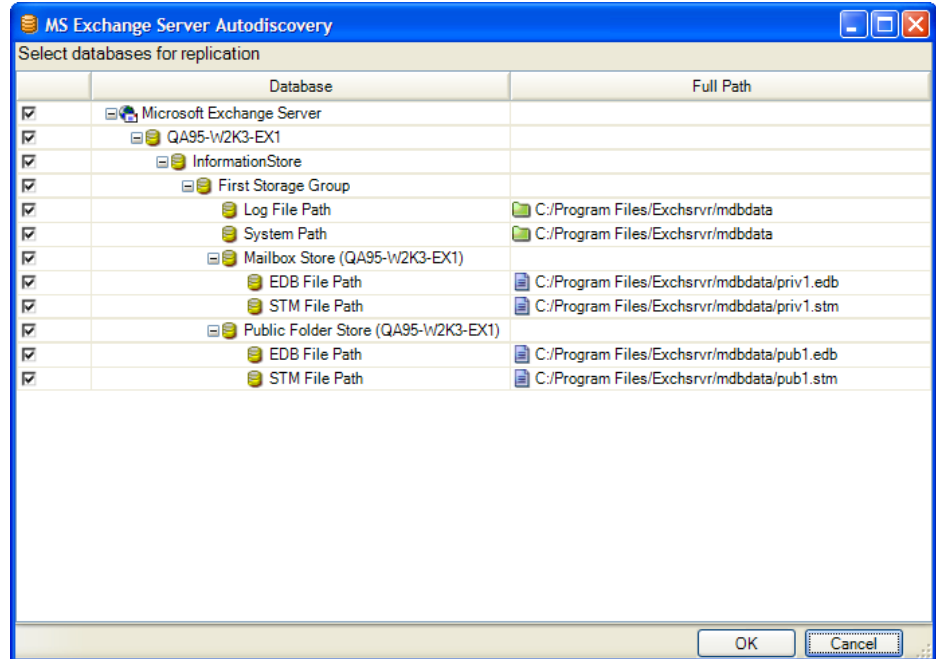 MS Exchange Server Autodiscovery
Select databases for replication
Database Full Path
Microsoft Exchange Server
QA95-W2K3-EX1
InformationStore
First Storage Group
Log File Path C:/Program Files/Exchsrvr/mdbdata
System Path C:/Program Files/Exchsrvr/mdbdata
Mailbox Store (QA95-W2K3-EX1)
EDB File Path C:/Program Files/Exchsrvr/mdbdata/priv1.edb
STM File Path C:/Program Files/Exchsrvr/mdbdata/priv1.stm
Public Folder Store (QA95-W2K3-EX1)
EDB File Path C:/Program Files/Exchsrvr/mdbdata/pub1.edb
STM File Path C:/Program Files/Exchsrvr/mdbdata/pub1.stm
OK Cancel